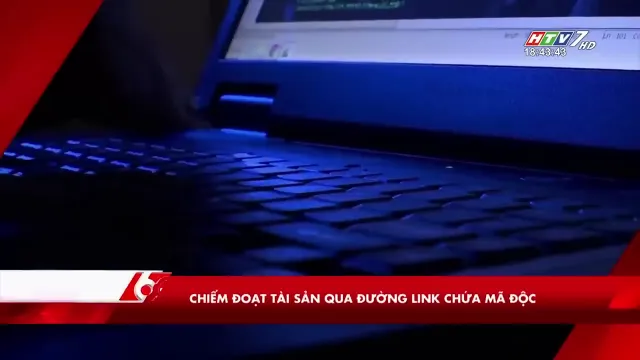 HTV7 HD
18:43:43
CHIẾM ĐOẠT TÀI SẢN QUA ĐƯỜNG LINK CHỨA MÃ ĐỘC